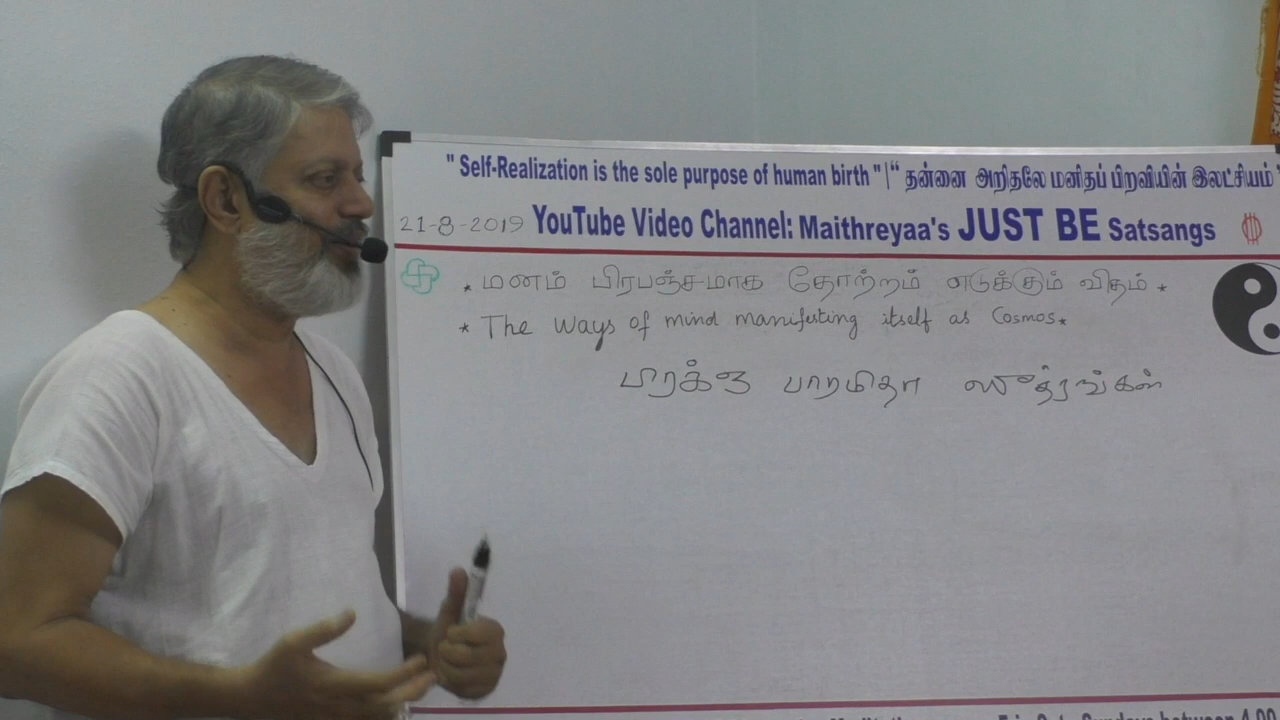 " Self-Realization is the sole purpose of human birth " | “ தன்னை அறிதலே மனிதப் பிறவியின் இலட்சியம் "
21-8-2019 YouTube Video Channel: Maithreyaa's JUST BE Satsangs
* மனம் பிரபஞ்சமாக தோற்றம் எடுக்கும் விதம் *
* The ways of mind manifesting itself as Cosmos *
பாரமிதா ஸூத்ரங்கள்